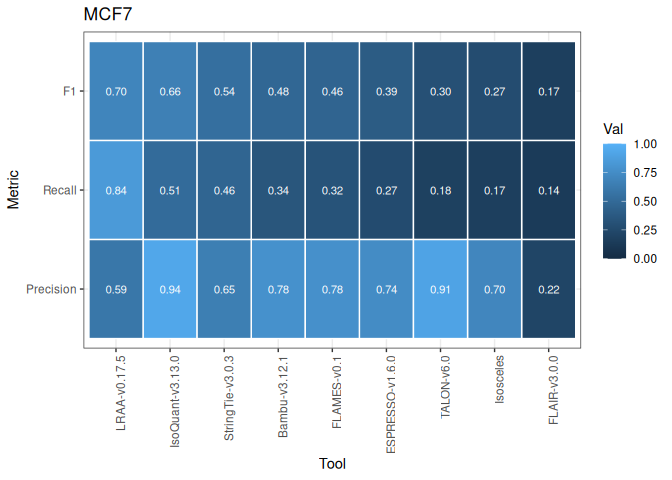 MCF7
Metric
F1
0.70 0.66 0.54 0.48 0.46 0.39 0.30 0.27 0.17
Recall
0.84 0.51 0.46 0.34 0.32 0.27 0.18 0.17 0.14
Precision
0.59 0.94 0.65 0.78 0.78 0.74 0.91 0.70 0.22
LRAA-v0.17.5
IsoQuant-v3.13.0
StringTie-v3.0.3
Bambu-v3.12.1
FLAMES-v0.1
ESPRESSO-v1.6.0
TALON-v6.0
Isosceles
FLAIR-v3.0.0
Tool
Val
1.00
0.75
0.50
0.25
0.00